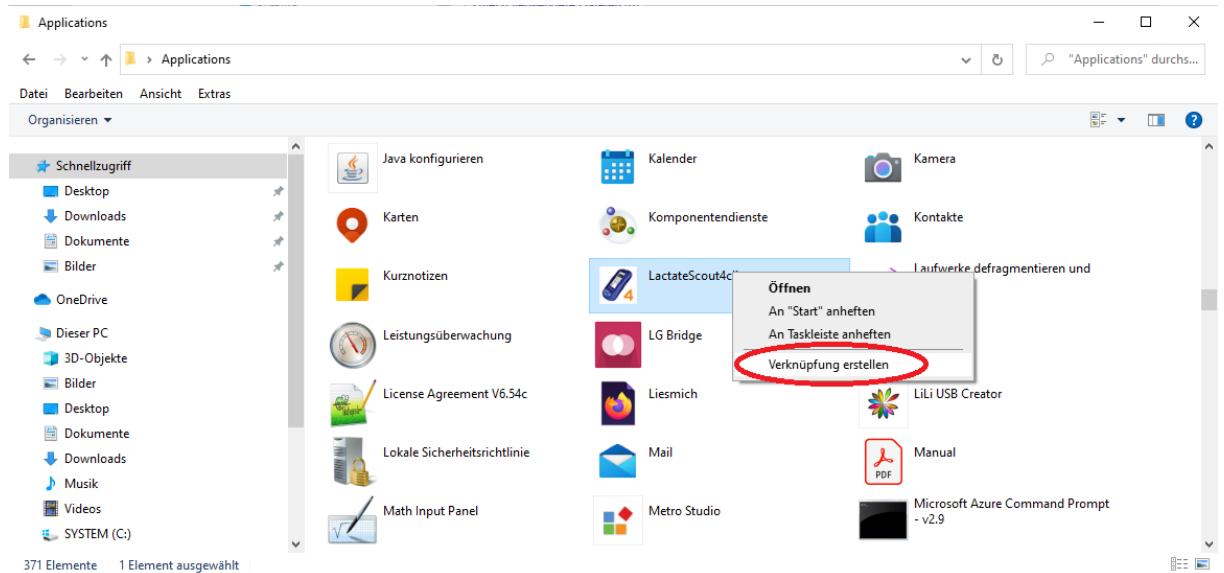 Applications
Applications
"Applications" durchs...
Datei Bearbeiten Ansicht Extras
Organisieren
Schnellzugriff
Desktop
Downloads
Dokumente
Bilder
OneDrive
Dieser PC
3D-Objekte
Bilder
Desktop
Dokumente
Downloads
Musik
Videos
SYSTEM (C:)
Java konfigurieren
Kalender
Kamera
Karten
Komponentendienste
Kontakte
Kurznotizen
Laufwerke defragmentieren und
Öffnen
An "Start" anheften
An Taskleiste anheften
Verknüpfung erstellen
Leistungsüberwachung
LG Bridge
License Agreement V6.54c
Liesmich
LiLi USB Creator
Lokale Sicherheitsrichtlinie
Mail
Manual
PDF
Math Input Panel
Metro Studio
Microsoft Azure Command Prompt
- v2.9
371 Elemente 1 Element ausgewählt